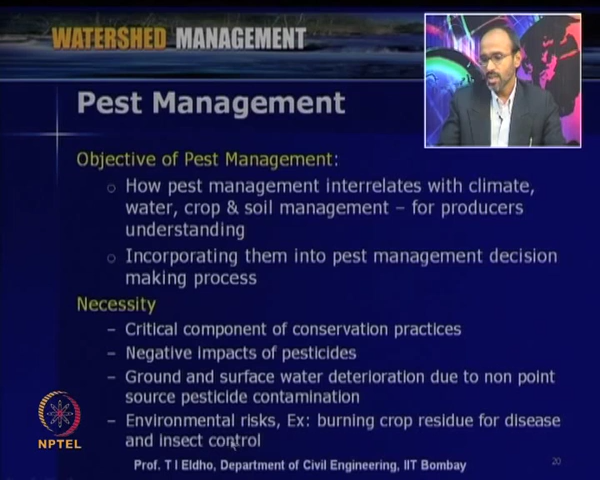 WATERSHED MANAGEMENT
Pest Management
Objective of Pest Management:
○ How pest management interrelates with climate,
water, crop & soil management – for producers
understanding
○ Incorporating them into pest management decision
making process
Necessity
– Critical component of conservation practices
– Negative impacts of pesticides
– Ground and surface water deterioration due to non point
source pesticide contamination
– Environmental risks, Ex: burning crop residue for disease
and insect control
NPTEL
Prof. T I Eldho, Department of Civil Engineering, IIT Bombay
20